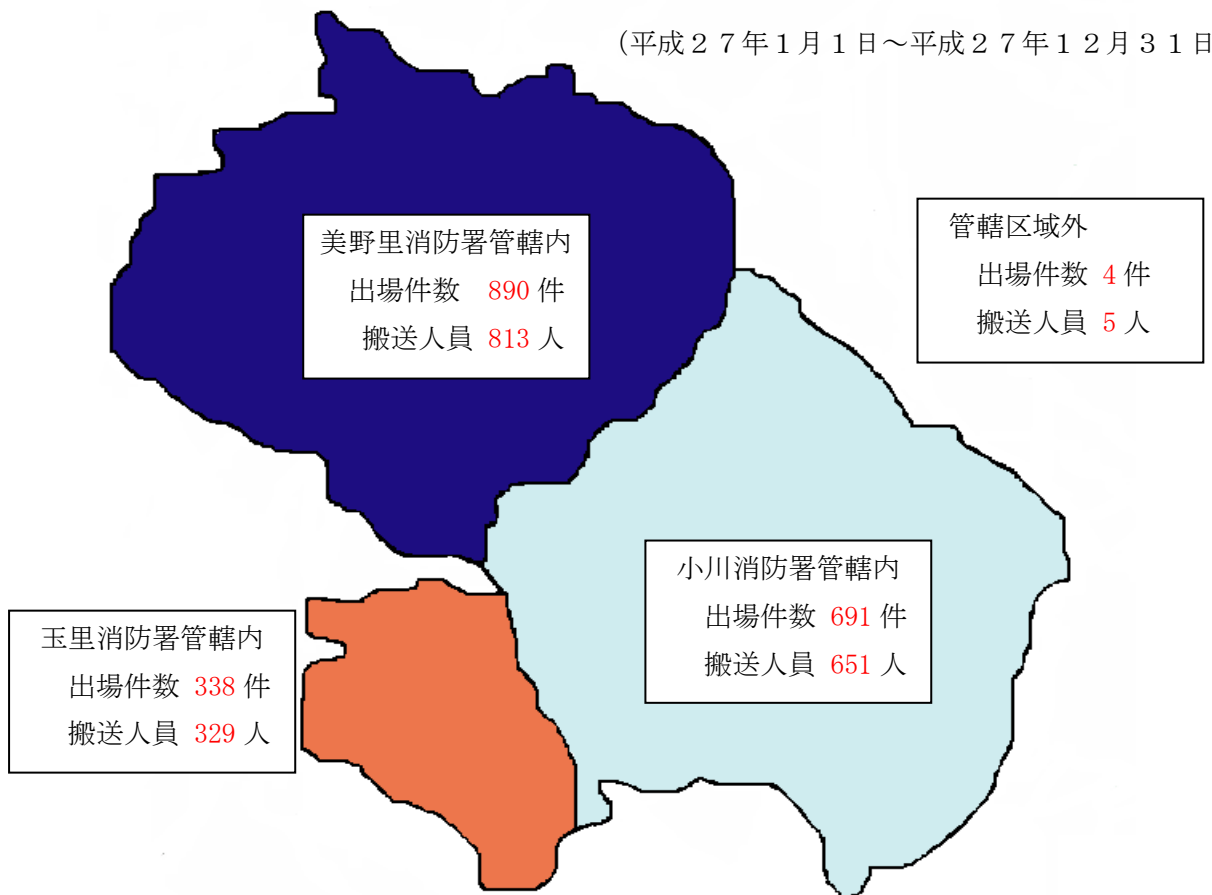 (平成２７年１月１日～平成２７年１２月３１日
美野里消防署管轄内
出場件数 890 件
搬送人員 813 人
管轄区域外
出場件数 4 件
搬送人員 5 人
小川消防署管轄内
出場件数 691 件
搬送人員 651 人
玉里消防署管轄内
出場件数 338 件
搬送人員 329 人